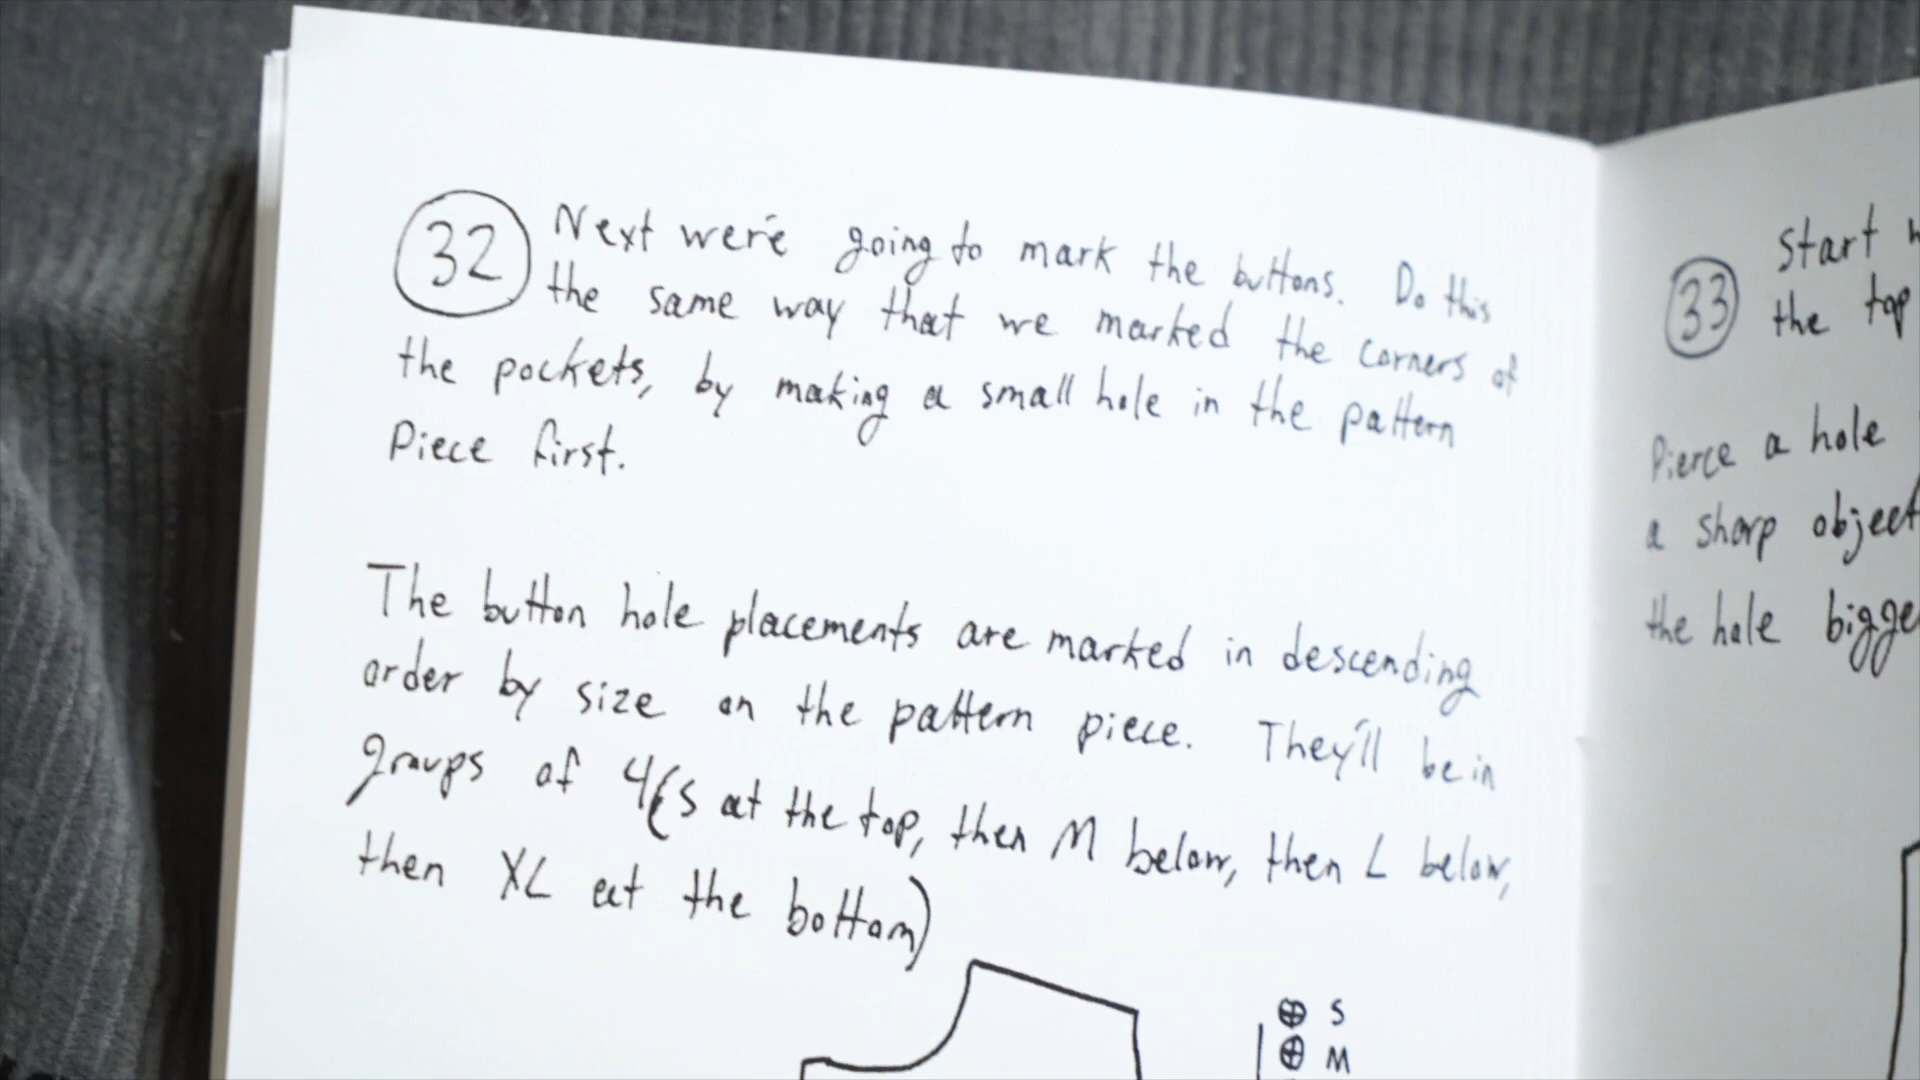 32 Next we're going to mark the buttons. Do this
the same way that we marked the corners of
the pockets, by making a small hole in the pattern
Piece first.
The button hole placements are marked in descending
order by size on the pattern piece. They'll be in
groups of 4 (S at the top, then M below, then L below,
then XL at the bottom)
S
M
33 Start
the top
Pierce a hole
a sharp object
the hole